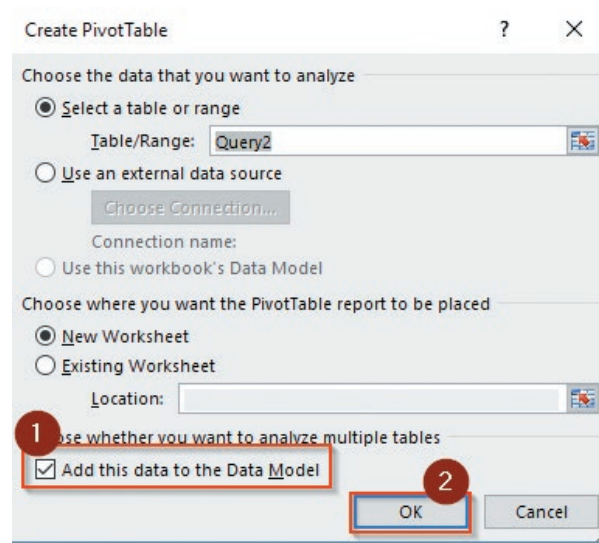 Create PivotTable ? ×
Choose the data that you want to analyze
Select a table or range
Table/Range: Query2
Use an external data source
Choose Connection...
Connection name:
Use this workbook's Data Model
Choose where you want the PivotTable report to be placed
New Worksheet
Existing Worksheet
Location:
1 ose whether you want to analyze multiple tables
Add this data to the Data Model
2
OK Cancel